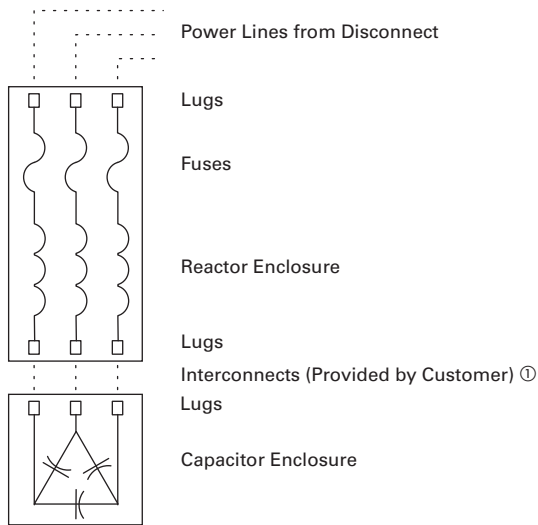 Power Lines from Disconnect
Lugs
Fuses
Reactor Enclosure
Lugs
Interconnects (Provided by Customer) ①
Lugs
Capacitor Enclosure